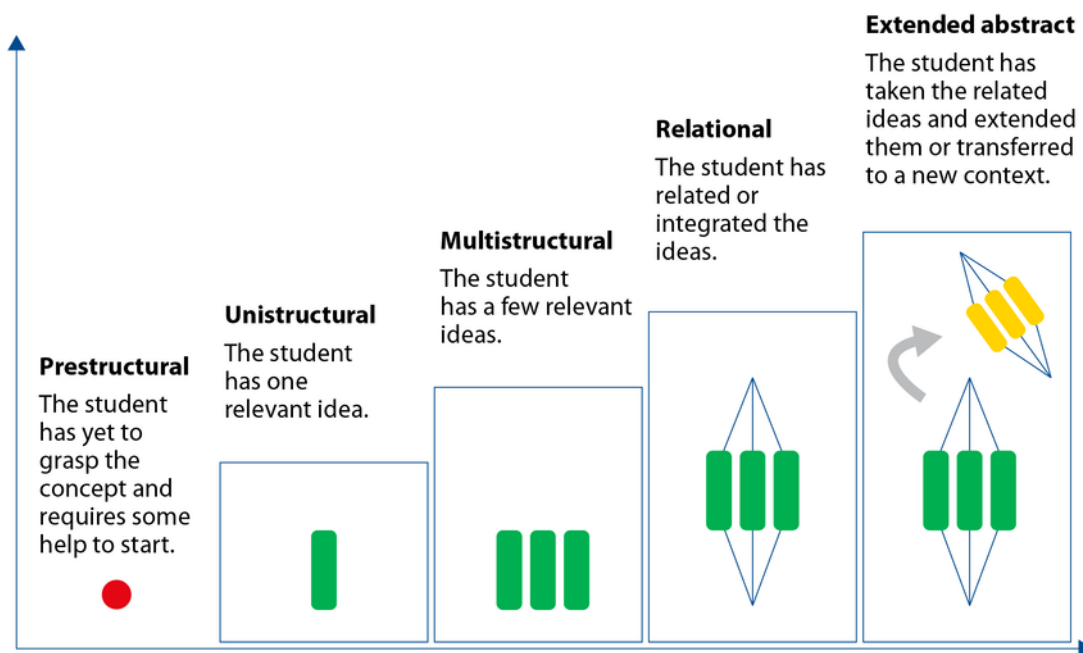 Prestructural
The student
has yet to
grasp the
concept and
requires some
help to start.
Unistructural
The student
has one
relevant idea.
Multistructural
The student
has a few relevant
ideas.
Relational
The student has
related or
integrated the
ideas.
Extended abstract
The student has
taken the related
ideas and extended
them or transferred
to a new context.